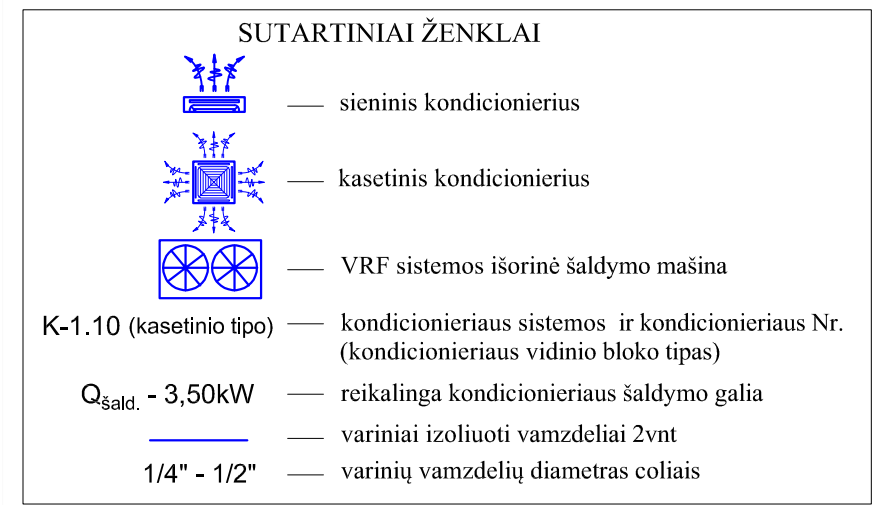 SUTARTINIAI ŽENKLAI
sieninis kondicionierius
kasetinis kondicionierius
VRF sistemos išorinė šaldymo mašina
K-1.10 (kasetinio tipo) — kondicionieriaus sistemos ir kondicionieriaus Nr.
(kondicionieriaus vidinio bloko tipas)
Qšald. - 3,50kW — reikalinga kondicionieriaus šaldymo galia
variniai izoliuoti vamzdeliai 2vnt
1/4" - 1/2" — varinių vamzdelių diametras coliais